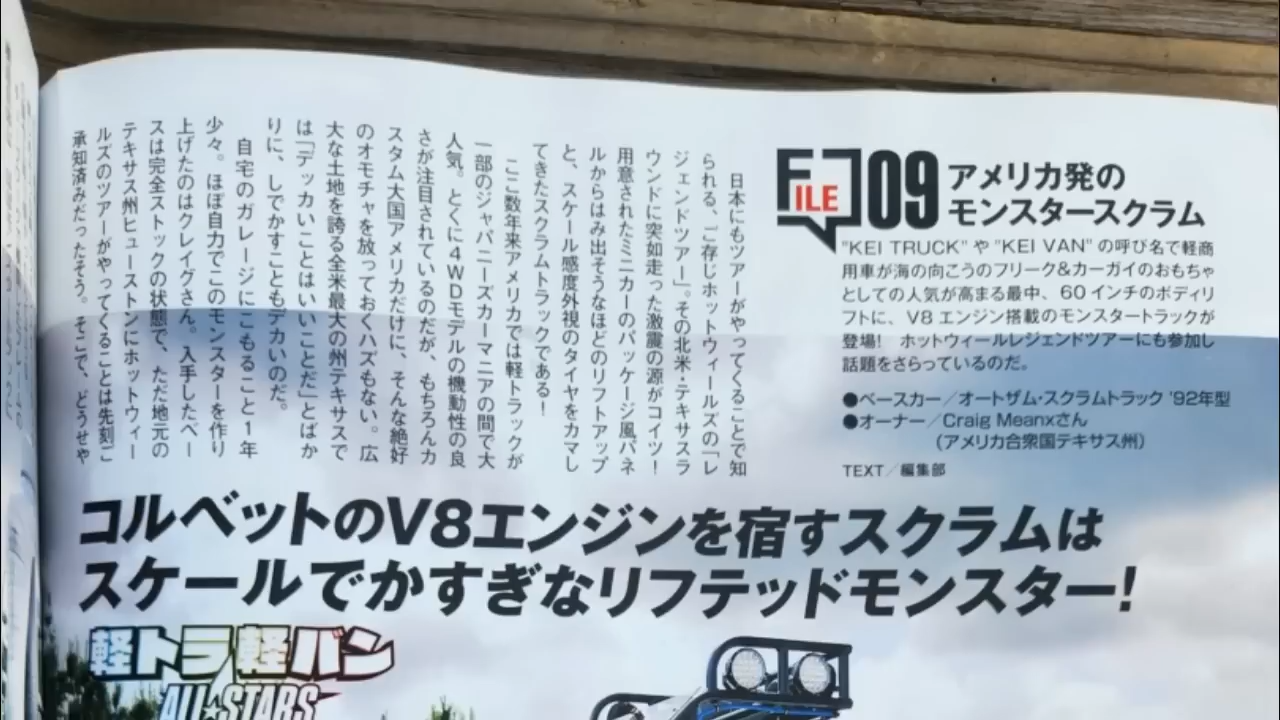 FILE 09
アメリカ発の
モンスタースクラム
"KEI TRUCK" や "KEI VAN" の呼び名で軽商
用車が海の向こうのフリーク&カーガイのおもちゃ
としての人気が高まる最中、60 インチのボディリ
フトに、V8 エンジン搭載のモンスタートラックが
登場! ホットウィールレジェンドツアーにも参加し
話題をさらっているのだ。
●ベースカー/オートザム・スクラムトラック '92年型
●オーナー/Craig Meanxさん
(アメリカ合衆国テキサス州)
TEXT/編集部
日本にもツアーがやってくることで知
られる、ご存じホットウィールズの「レ
ジェンドツアー」。その北米・テキサスラ
ウンドに突如走った激震の源がコイツ!
用意されたミニカーのパッケージ風パネ
ルからはみ出そうなほどのリフトアップ
と、スケール感度外視のタイヤをカマし
てきたスクラムトラックである!
ここ数年来アメリカでは軽トラックが
一部のジャパニーズカーマニアの間で大
人気。とくに4WDモデルの機動性の良
さが注目されているのだが、もちろんカ
スタム大国アメリカだけに、そんな絶好
のオモチャを放っておくハズもない。広
大な土地を誇る全米最大の州テキサスで
は「デッカいことはいいことだ」とばか
りに、しでかすこともデカいのだ。
自宅のガレージにこもること1年
少々。ほぼ自力でこのモンスターを作り
上げたのはクレイグさん。入手したベー
スは完全ストックの状態で、ただ地元の
テキサス州ヒューストンにホットウィー
ルズのツアーがやってくることは先刻ご
承知済みだったそう。そこで、どうせや
コルベットのV8エンジンを宿すスクラムは
スケールでかすぎなリフテッドモンスター!
軽トラ軽バン
ALL★STARS